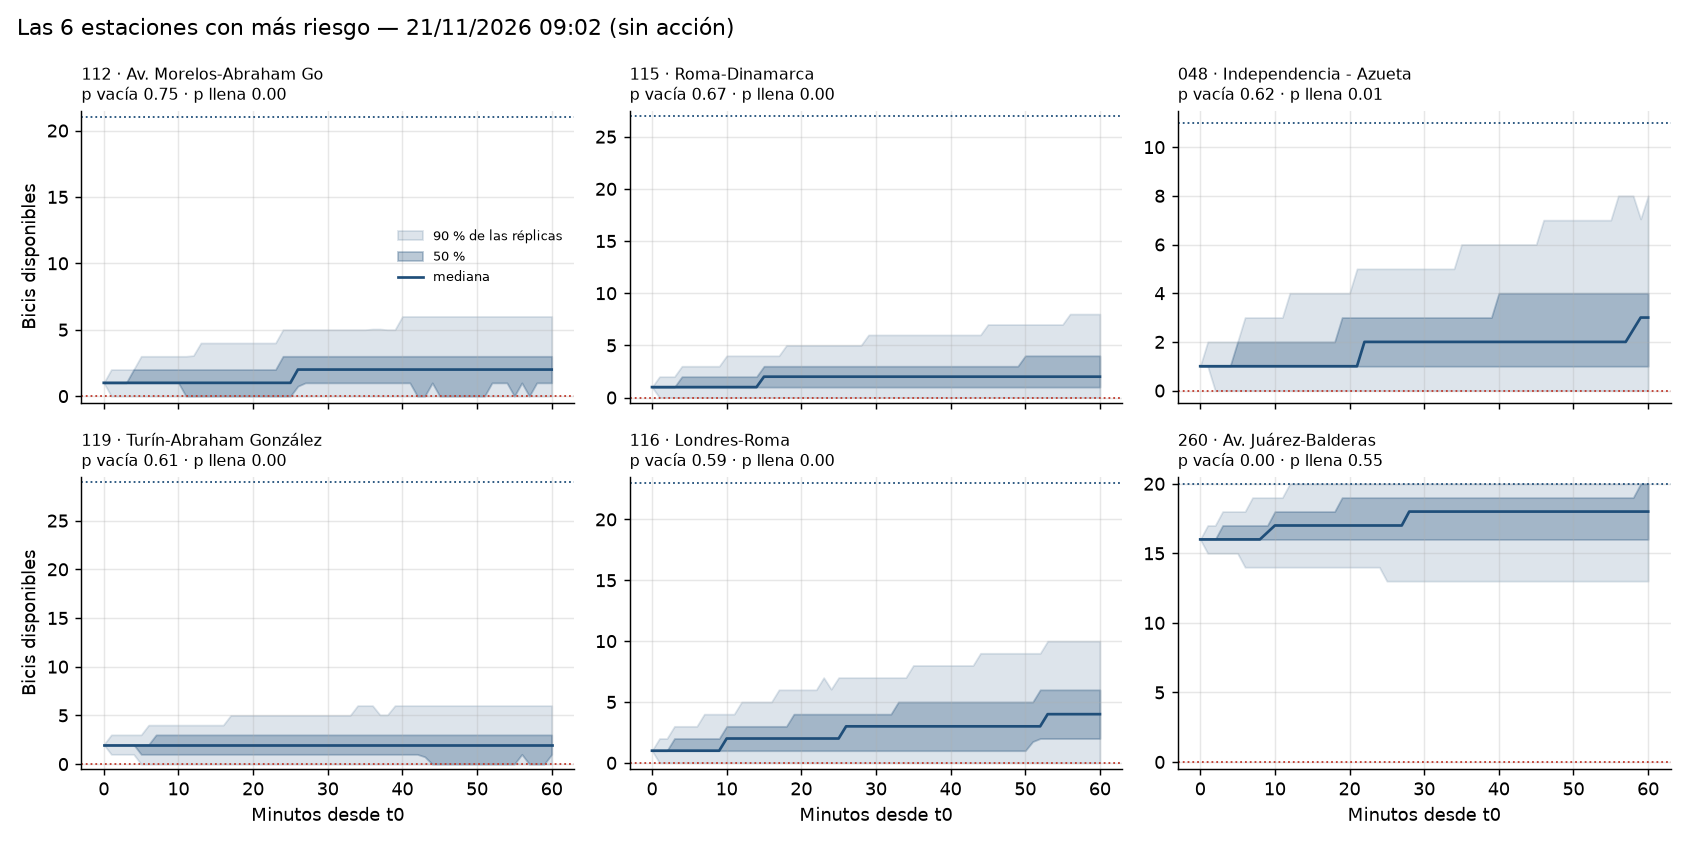 Las 6 estaciones con más riesgo — 21/11/2026 09:02 (sin acción)
112 · Av. Morelos-Abraham Go
p vacía 0.75 · p llena 0.00
20
15
10
5
0
Bicis disponibles
90 % de las réplicas
50 %
mediana
115 · Roma-Dinamarca
p vacía 0.67 · p llena 0.00
25
20
15
10
5
0
048 · Independencia - Azueta
p vacía 0.62 · p llena 0.01
10
8
6
4
2
0
119 · Turín-Abraham González
p vacía 0.61 · p llena 0.00
25
20
15
10
5
0
Bicis disponibles
0 10 20 30 40 50 60
Minutos desde t0
116 · Londres-Roma
p vacía 0.59 · p llena 0.00
20
15
10
5
0
0 10 20 30 40 50 60
Minutos desde t0
260 · Av. Juárez-Balderas
p vacía 0.00 · p llena 0.55
20
15
10
5
0
0 10 20 30 40 50 60
Minutos desde t0